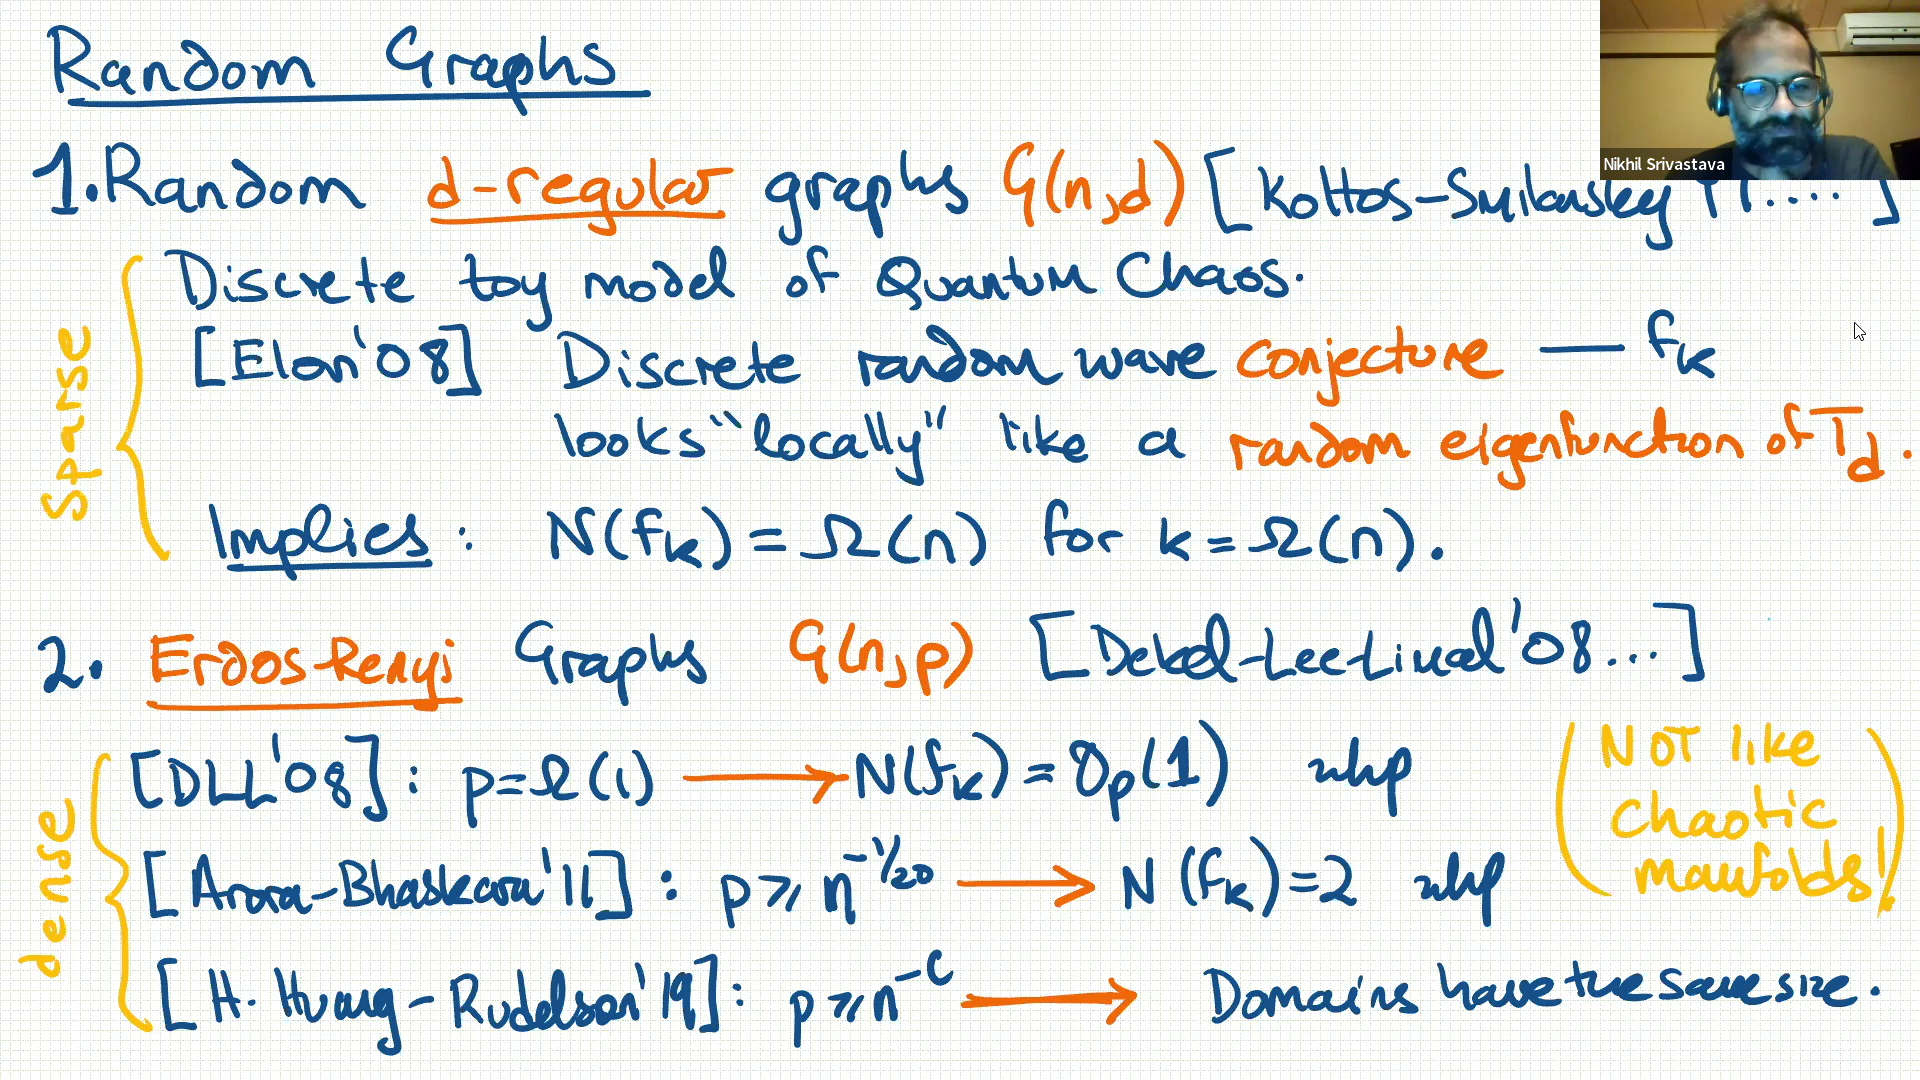 Random Graphs
Nikhil Srivastava
1. Random d-regular graphs G(n,d) [Kottos-Smilansky ....]
Discrete toy model of Quantum Chaos.
[Elon'08] Discrete random wave conjecture — f_k
looks "locally" like a random eigenfunction of T_d.
Sparse
Implies: N(f_k) = Ω(n) for k = Ω(n).
2. Erdos-Renyi Graphs G(n,p) [Dekel-Lee-Linial'08...]
dense
[DLL'08]: p=Ω(1) → N(f_k) = O_p(1) whp
[Arora-Bhaskara'11]: p ≥ n^{-1/20} → N(f_k)=2 whp
(NOT like chaotic manifolds!)
[H. Huang-Rudelson'19]: p ≥ n^{-c} → Domains have the same size.